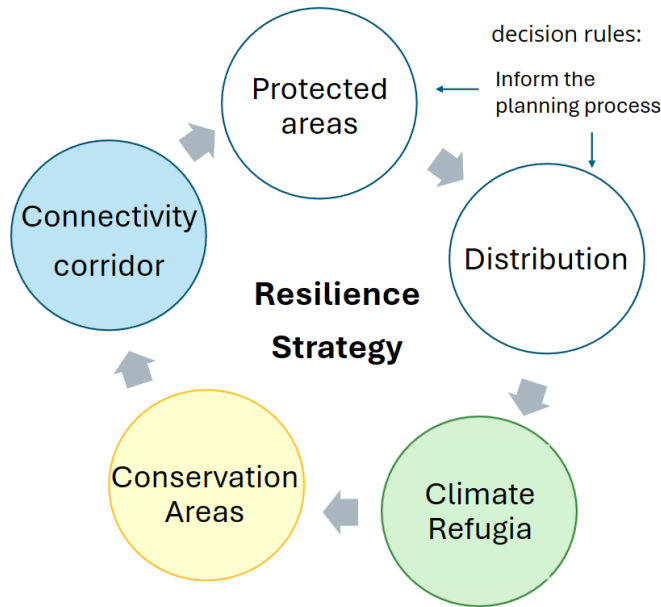 decision rules:
Inform the
planning process
Protected
areas
Connectivity
corridor
Distribution
Resilience
Strategy
Conservation
Areas
Climate
Refugia